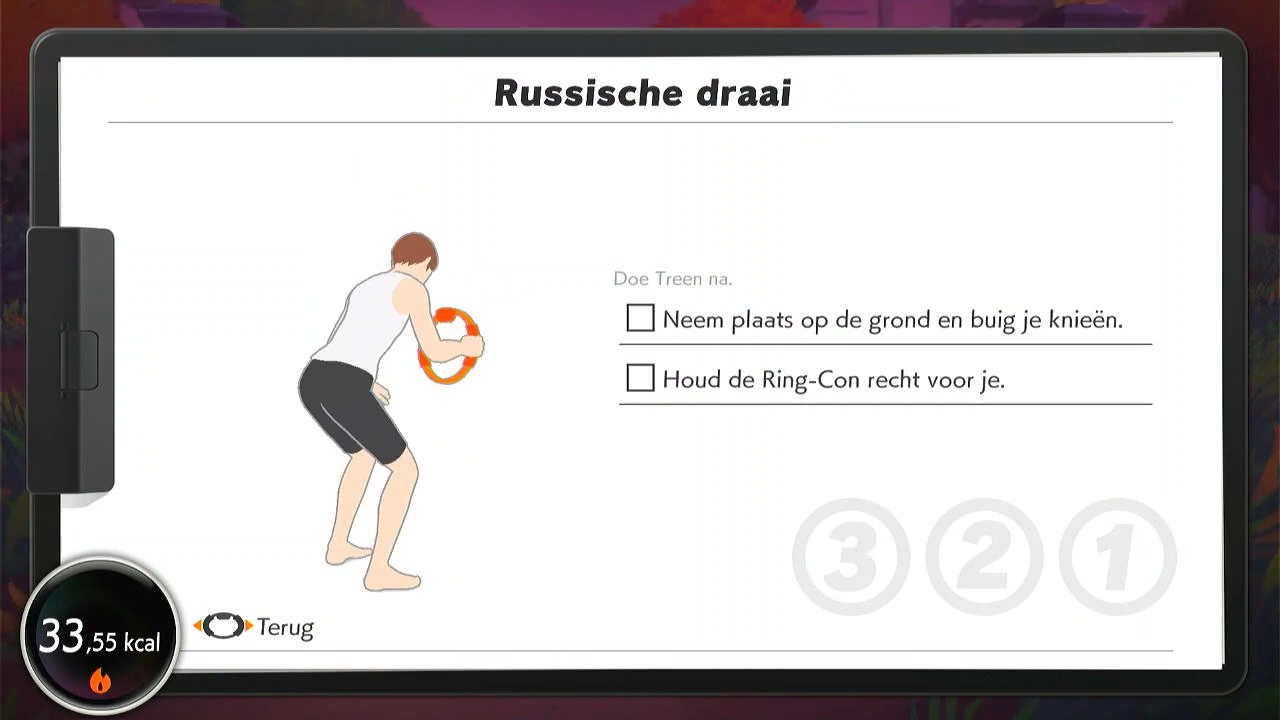 Russische draai
Doe Treen na.
Neem plaats op de grond en buig je knieën.
Houd de Ring-Con recht voor je.
3 2 1
Terug
33,55 kcal